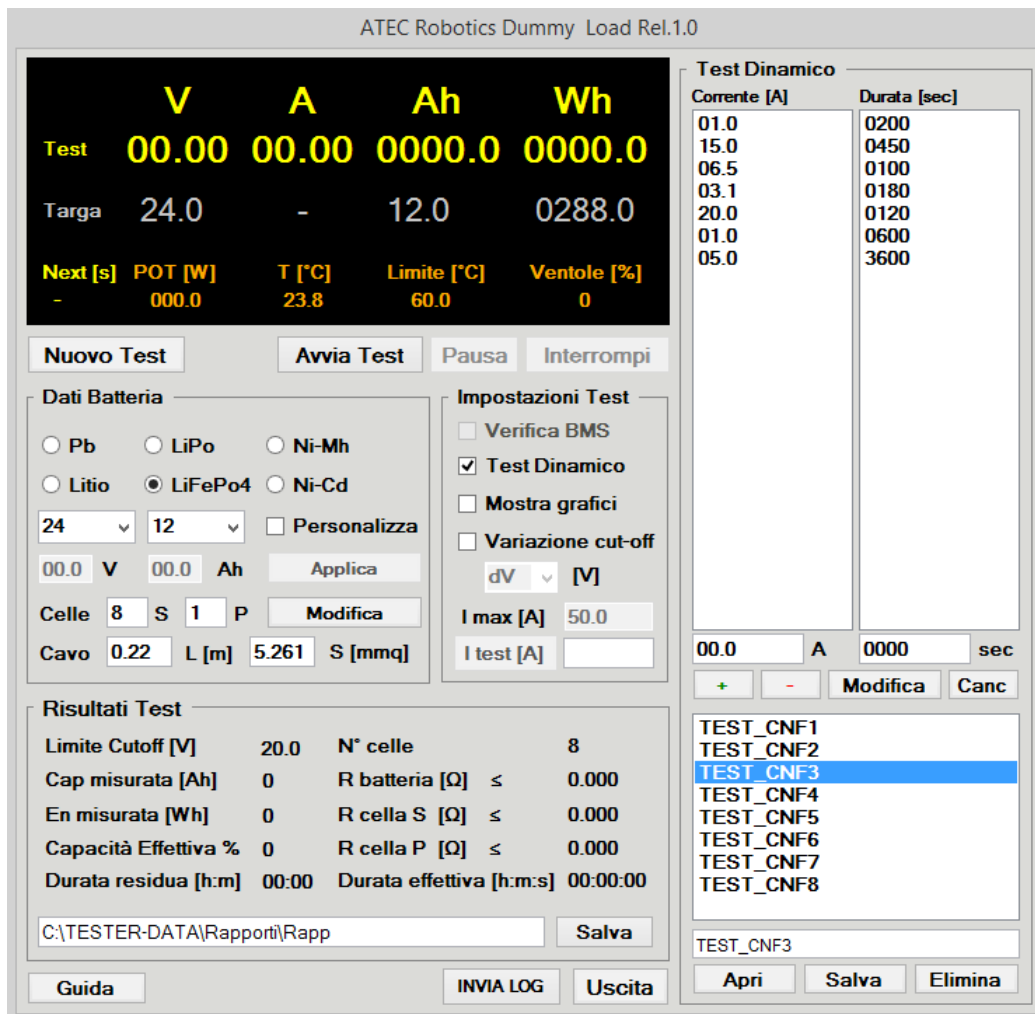 ATEC Robotics Dummy Load Rel.1.0
V A Ah Wh
Test 00.00 00.00 0000.0 0000.0
Targa 24.0 - 12.0 0288.0
Next [s] POT [W] T [°C] Limite [°C] Ventole [%]
- 000.0 23.8 60.0 0
Nuovo Test Avvia Test Pausa Interrompi
Dati Batteria
Pb LiPo Ni-Mh
Litio LiFePo4 Ni-Cd
24 12 Personalizza
00.0 V 00.0 Ah Applica
Celle 8 S 1 P Modifica
Cavo 0.22 L [m] 5.261 S [mmq]
Impostazioni Test
Verifica BMS
Test Dinamico
Mostra grafici
Variazione cut-off
dV [V]
I max [A] 50.0
I test [A]
Risultati Test
Limite Cutoff [V] 20.0 N° celle 8
Cap misurata [Ah] 0 R batteria [Ω] ≤ 0.000
En misurata [Wh] 0 R cella S [Ω] ≤ 0.000
Capacità Effettiva % 0 R cella P [Ω] ≤ 0.000
Durata residua [h:m] 00:00 Durata effettiva [h:m:s] 00:00:00
C:\TESTER-DATA\Rapporti\Rapp Salva
Guida INVIA LOG Uscita
Test Dinamico
Corrente [A] Durata [sec]
01.0 0200
15.0 0450
06.5 0100
03.1 0180
20.0 0120
01.0 0600
05.0 3600
00.0 A 0000 sec
+ - Modifica Canc
TEST_CNF1
TEST_CNF2
TEST_CNF3
TEST_CNF4
TEST_CNF5
TEST_CNF6
TEST_CNF7
TEST_CNF8
TEST_CNF3
Apri Salva Elimina